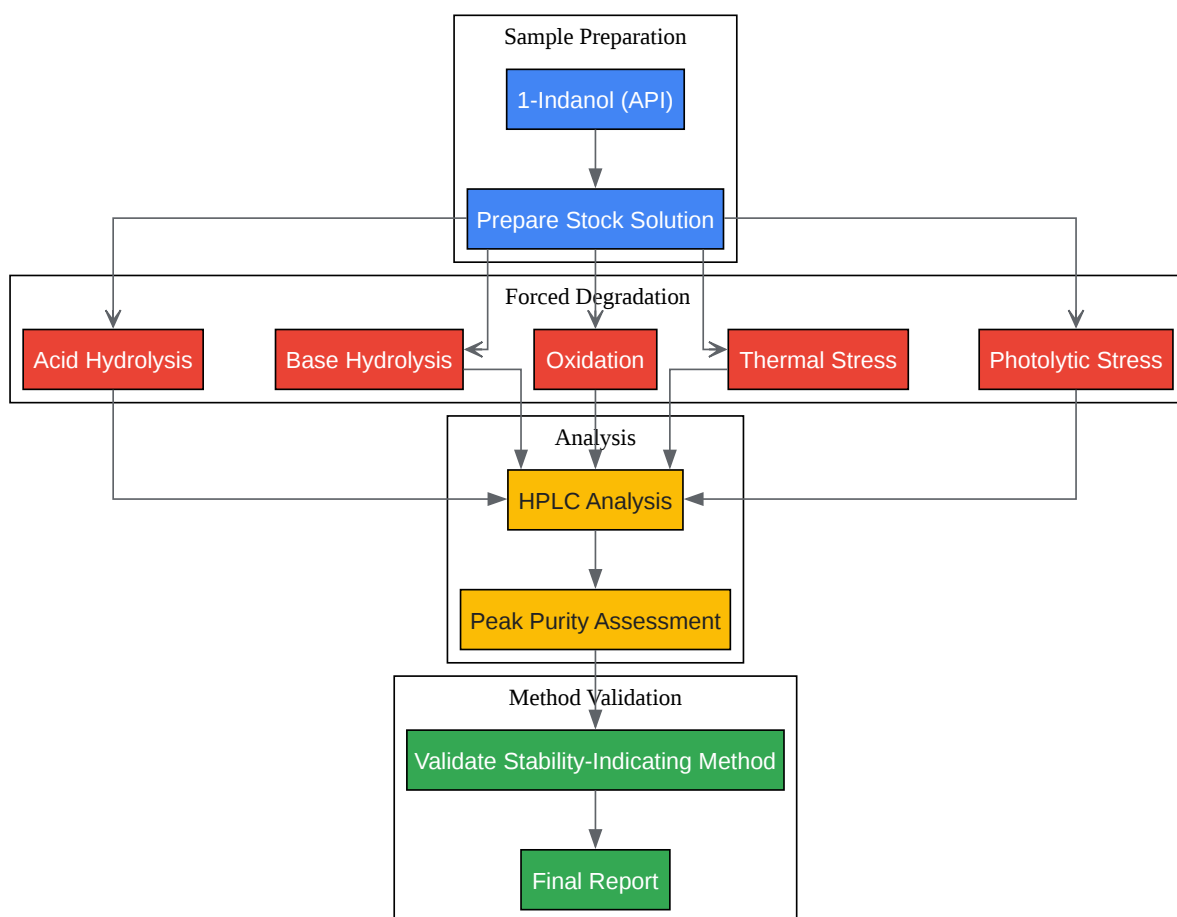 Sample Preparation
1-Indanol (API)
Prepare Stock Solution
Forced Degradation
Acid Hydrolysis
Base Hydrolysis
Oxidation
Thermal Stress
Photolytic Stress
Analysis
HPLC Analysis
Peak Purity Assessment
Method Validation
Validate Stability-Indicating Method
Final Report